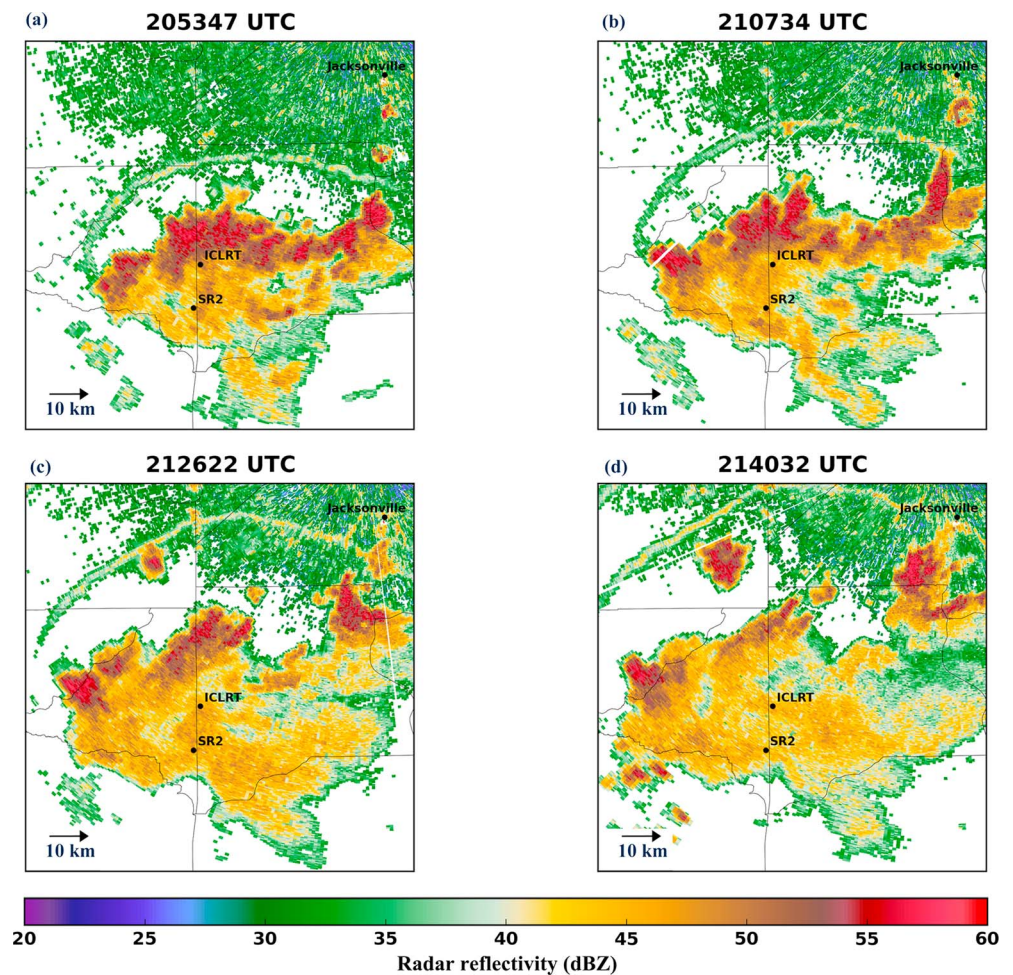 (a) 205347 UTC
(b) 210734 UTC
Jacksonville
Jacksonville
ICLRT
ICLRT
SR2
SR2
10 km
10 km
(c) 212622 UTC
(d) 214032 UTC
Jacksonville
Jacksonville
ICLRT
ICLRT
SR2
SR2
10 km
10 km
20 25 30 35 40 45 50 55 60
Radar reflectivity (dBZ)